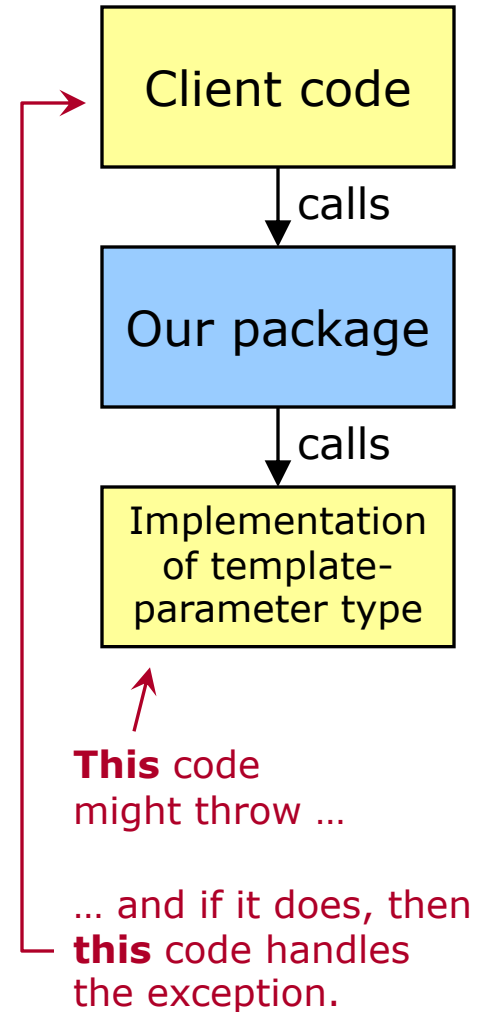 Client code
calls
Our package
calls
Implementation
of template-
parameter type
This code
might throw …
… and if it does, then
this code handles
the exception.